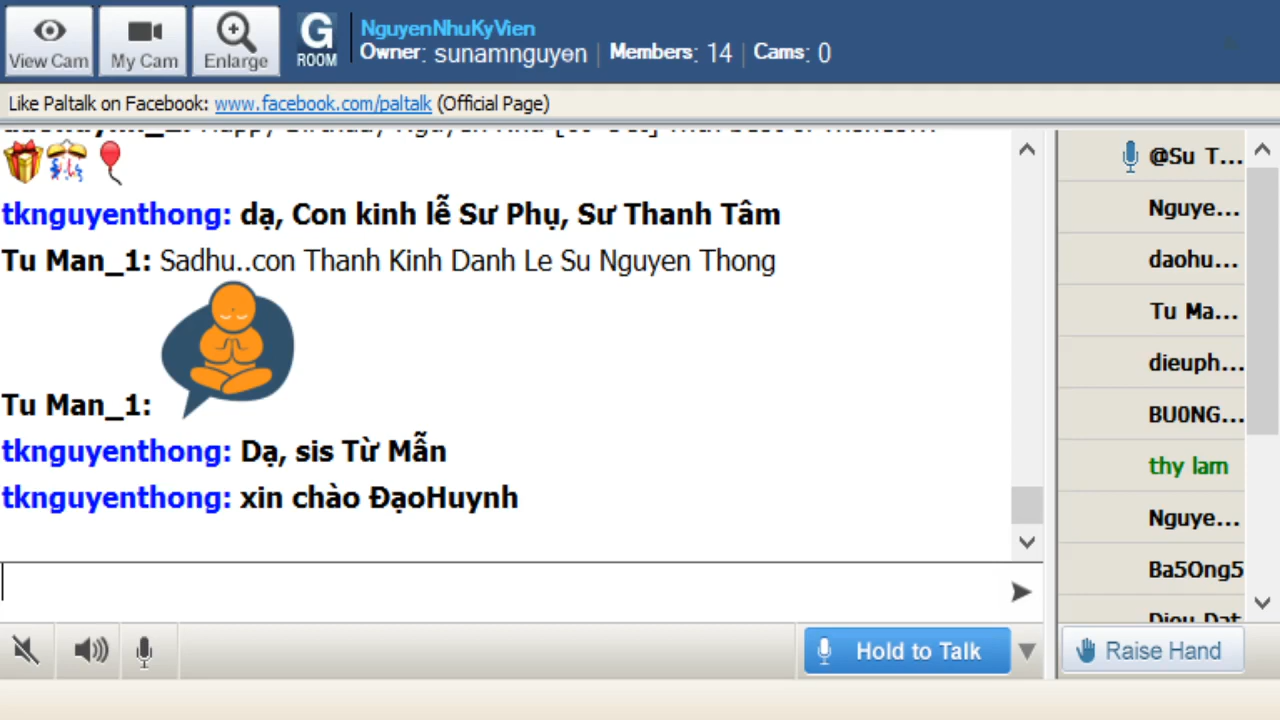 View Cam
My Cam
Enlarge
G
ROOM
NguyenNhuKyVien
Owner: sunamnguyen | Members: 14 | Cams: 0
Like Paltalk on Facebook: www.facebook.com/paltalk (Official Page)
tknguyenthong: dạ, Con kinh lễ Sư Phụ, Sư Thanh Tâm
Tu Man_1: Sadhu..con Thanh Kinh Danh Le Su Nguyen Thong
Tu Man_1:
tknguyenthong: Dạ, sis Từ Mẫn
tknguyenthong: xin chào ĐạoHuynh
@Su T...
Nguye...
daohu...
Tu Ma...
dieuph...
BU0NG...
thy lam
Nguye...
Ba5Ong5
Dieu Dat
Hold to Talk
Raise Hand